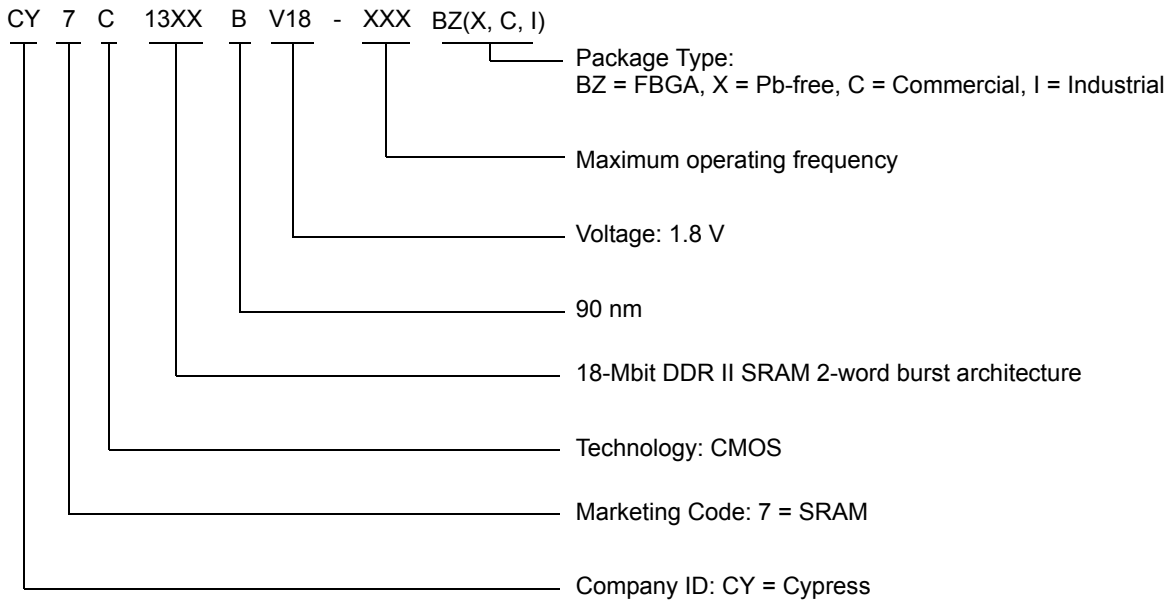 CY 7 C 13XX B V18 - XXX BZ(X, C, I)
Package Type:
BZ = FBGA, X = Pb-free, C = Commercial, I = Industrial
Maximum operating frequency
Voltage: 1.8 V
90 nm
18-Mbit DDR II SRAM 2-word burst architecture
Technology: CMOS
Marketing Code: 7 = SRAM
Company ID: CY = Cypress